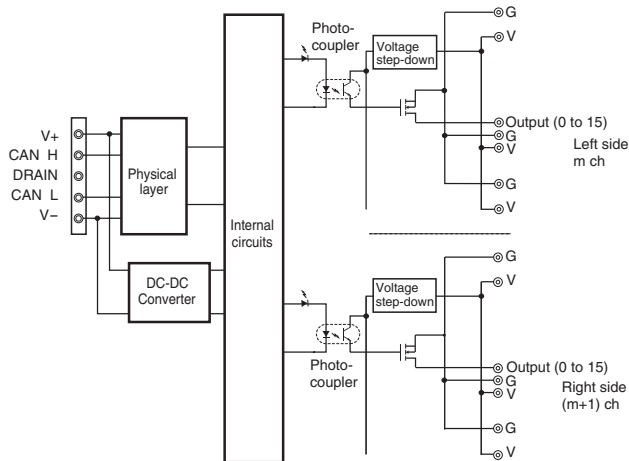 G
Photo-
coupler
Voltage
step-down
V
V+
CAN H
DRAIN
CAN L
V−
Physical
layer
Output (0 to 15)
G
V
Left side
m ch
G
V
Internal
circuits
DC-DC
Converter
G
Voltage
step-down
V
Photo-
coupler
Output (0 to 15)
G
V
Right side
(m+1) ch
G
V